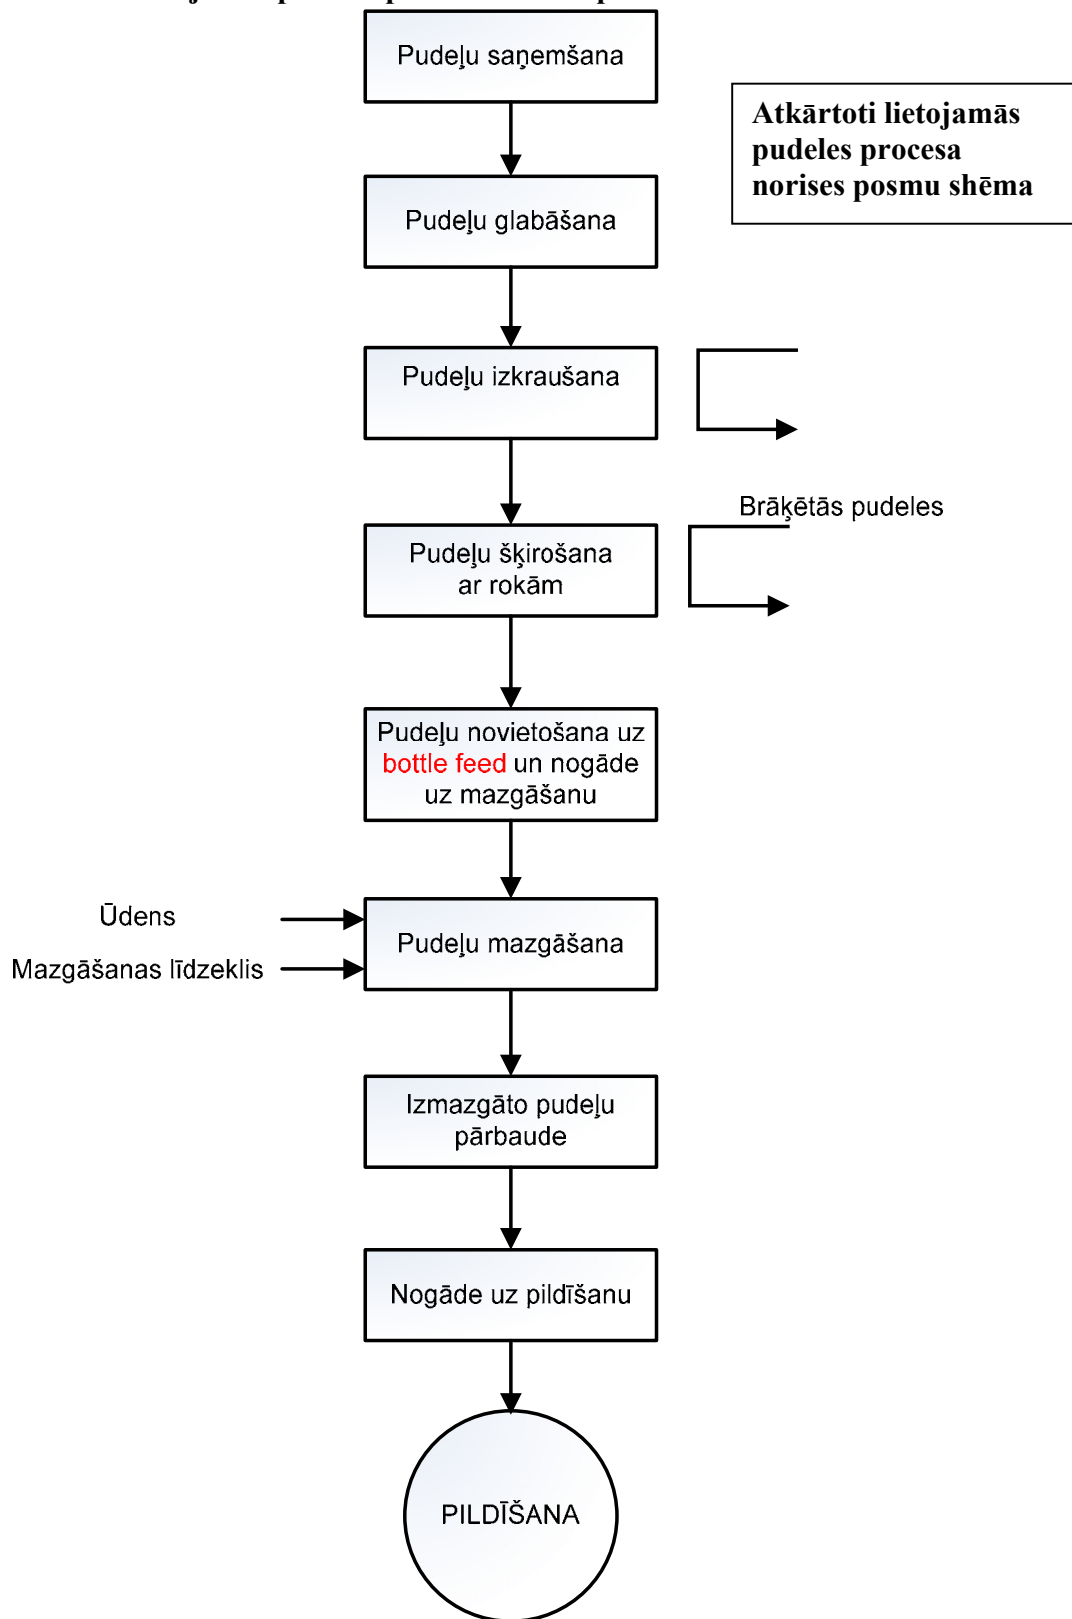 Pudeļu saņemšana
Atkārtoti lietojamās
pudeles procesa
norises posmu shēma
Pudeļu glabāšana
Pudeļu izkraušana
Brāķētās pudeles
Pudeļu šķirošana
ar rokām
Pudeļu novietošana uz
bottle feed un nogāde
uz mazgāšanu
Ūdens
Mazgāšanas līdzeklis
Pudeļu mazgāšana
Izmazgāto pudeļu
pārbaude
Nogāde uz pildīšanu
PILDĪŠANA